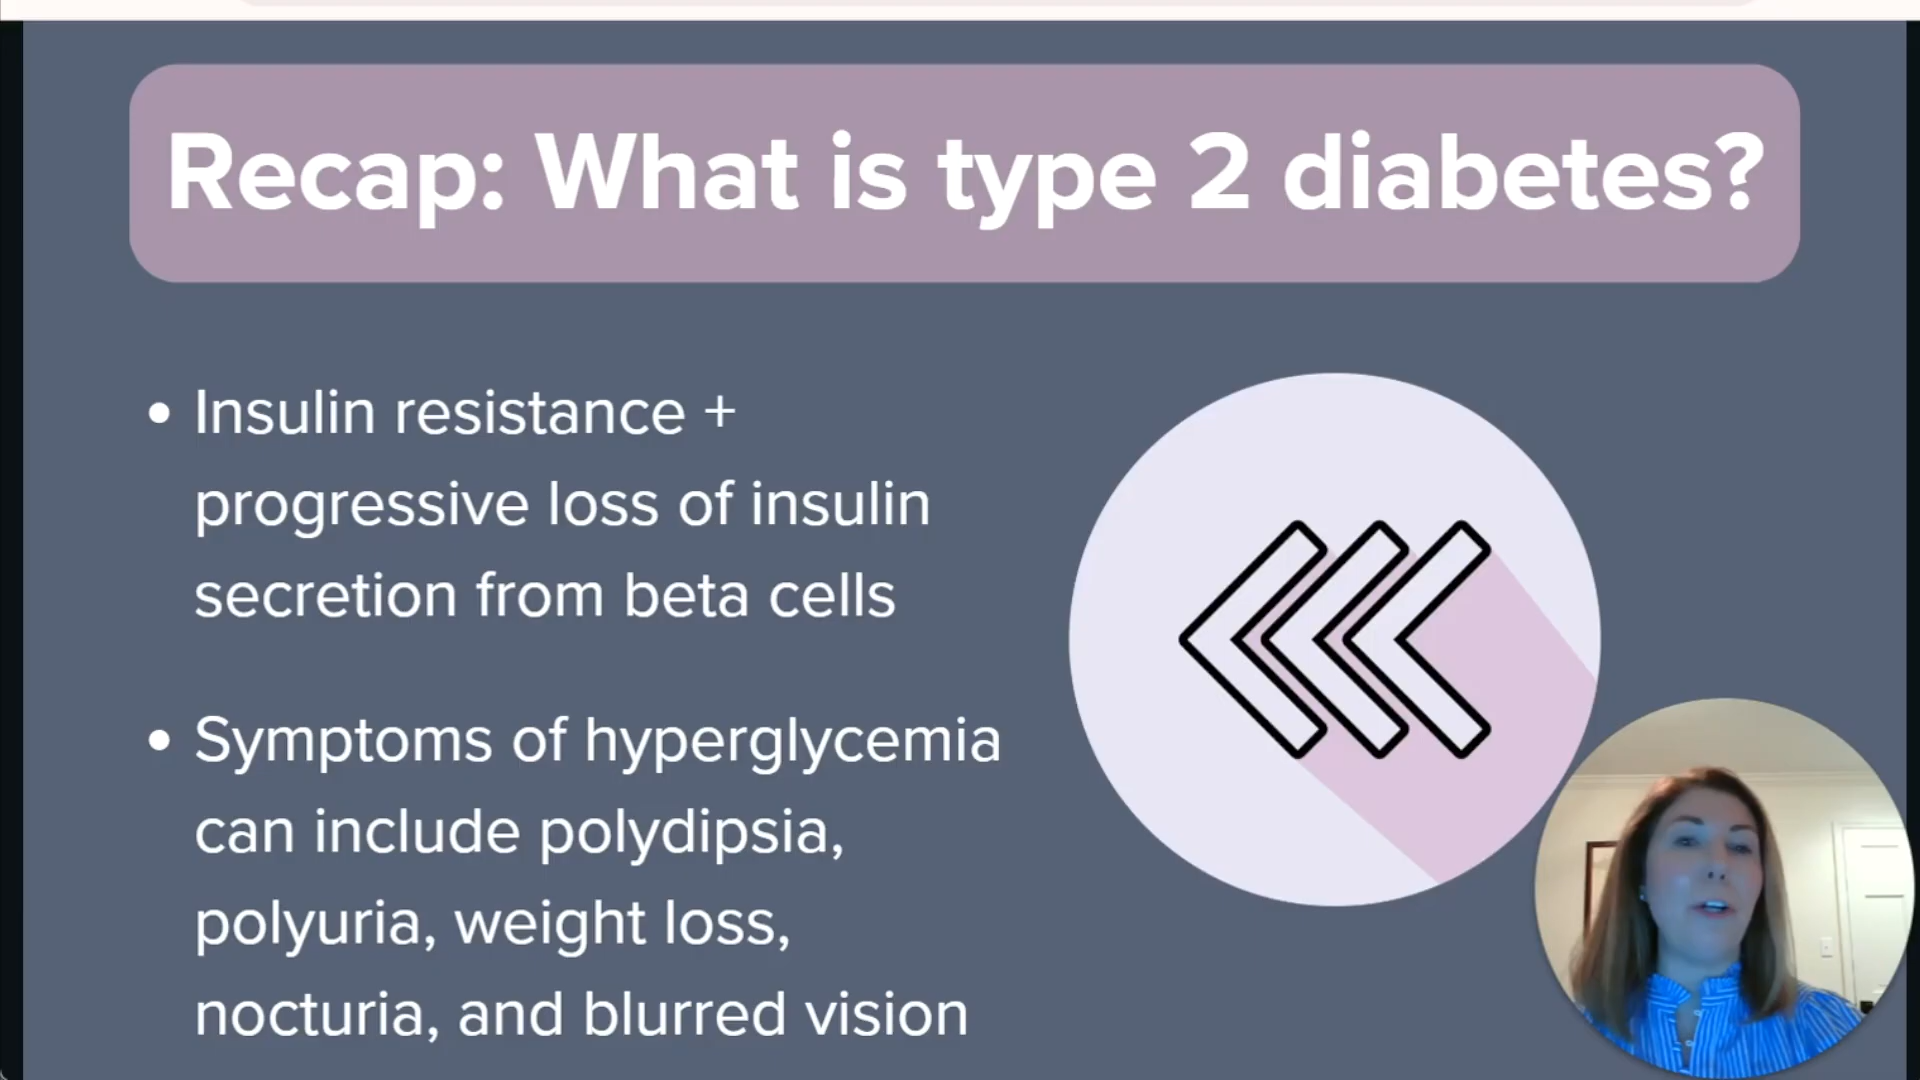 Recap: What is type 2 diabetes?
• Insulin resistance +
progressive loss of insulin
secretion from beta cells
• Symptoms of hyperglycemia
can include polydipsia,
polyuria, weight loss,
nocturia, and blurred vision